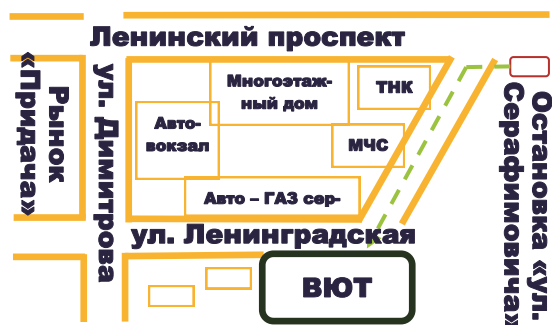 Ленинский проспект
Рынок
«Придача»
ул. Димитрова
Многоэтаж-
ный дом
ТНК
Авто-
вокзал
МЧС
Авто – ГАЗ сер-
ул. Ленинградская
Остановка «ул.
Серафимовича»
ВЮТ